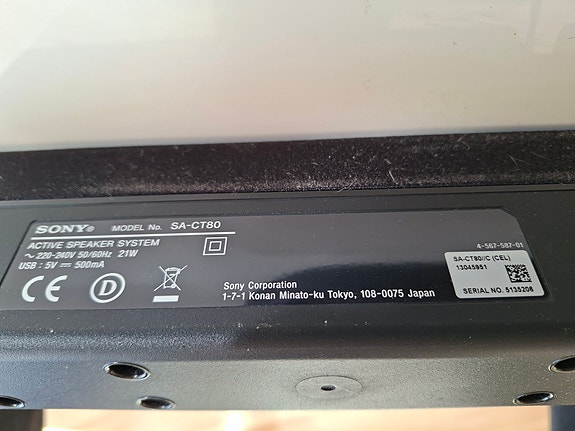 SONY® MODEL No. SA-CT80
ACTIVE SPEAKER SYSTEM
~ 220-240V 50/60Hz 21W
USB : 5V ⎓ 500mA
CE D
Sony Corporation
1-7-1 Konan Minato-ku Tokyo, 108-0075 Japan
4-567-587-01
SA-CT80//C (CEL)
13045951
SERIAL NO. 5135206